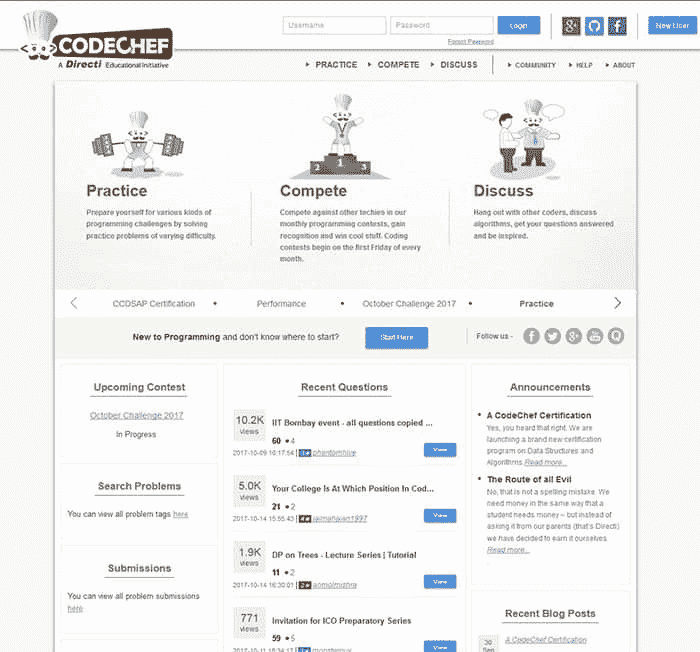 Username
Password
Login
New User
Forgot Password
CODECHEF
A Directi Educational Initiative
PRACTICE
COMPETE
DISCUSS
COMMUNITY
HELP
ABOUT
1 2 3
Practice
Prepare yourself for various kinds of
programming challenges by solving
practice problems of varying difficulty.
Compete
Compete against other techies in our
monthly programming contests, gain
recognition and win cool stuff. Coding
contests begin on the first Friday of every
month.
Discuss
Hang out with other coders, discuss
algorithms, get your questions answered
and be inspired.
CCDSAP Certification • Performance • October Challenge 2017 • Practice
New to Programming and don't know where to start?
Start Here
Follow us -
Upcoming Contest
October Challenge 2017
In Progress
Search Problems
You can view all problem tags here
Submissions
You can view all problem submissions
here
Recent Questions
10.2K
views
IIT Bombay event - all questions copied ...
60 ● 4
2017-10-09 16:17:54 |
phantomhive
View
5.0K
views
Your College Is At Which Position In Cod...
21 ● 2
2017-10-14 15:55:43 |
View
1.9K
views
DP on Trees - Lecture Series | Tutorial
11 ● 2
2017-10-14 16:30:01 |
anmolmishra
View
771
views
Invitation for ICO Preparatory Series
59 ● 5
View
Announcements
• A CodeChef Certification
Yes, you heard that right. We are
launching a brand new certification
program on Data Structures and
Algorithms.Read more...
• The Route of all Evil
No, that is not a spelling mistake. We
need money in the same way that a
student needs money – but instead of
asking it from our parents (that's Directi)
we have decided to earn it ourselves.
Read more...
Recent Blog Posts
30
Sep
A CodeChef Certification